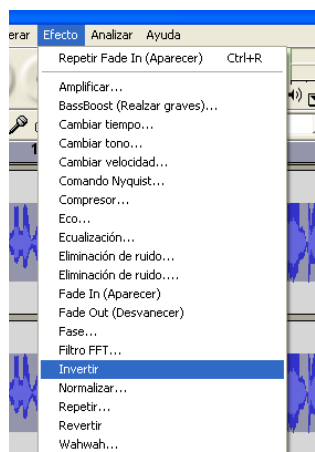 erar Efecto Analizar Ayuda
Repetir Fade In (Aparecer) Ctrl+R
Amplificar...
BassBoost (Realzar graves)...
Cambiar tiempo...
Cambiar tono...
Cambiar velocidad...
Comando Nyquist...
Compresor...
Eco...
Ecualización...
Eliminación de ruido...
Eliminación de ruido....
Fade In (Aparecer)
Fade Out (Desvanecer)
Fase...
Filtro FFT...
Invertir
Normalizar...
Repetir...
Revertir
Wahwah...
1